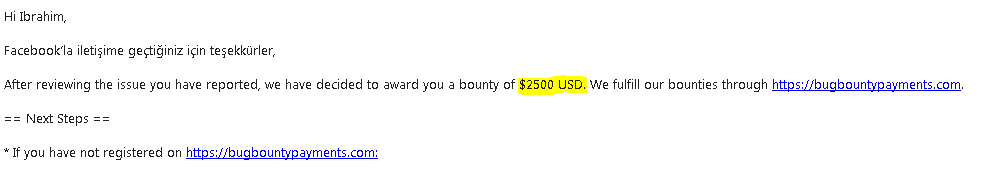 Hi Ibrahim,
Facebook'la iletişime geçtiğiniz için teşekkürler,
After reviewing the issue you have reported, we have decided to award you a bounty of $2500 USD. We fulfill our bounties through https://bugbountypayments.com.
== Next Steps ==
* If you have not registered on https://bugbountypayments.com: